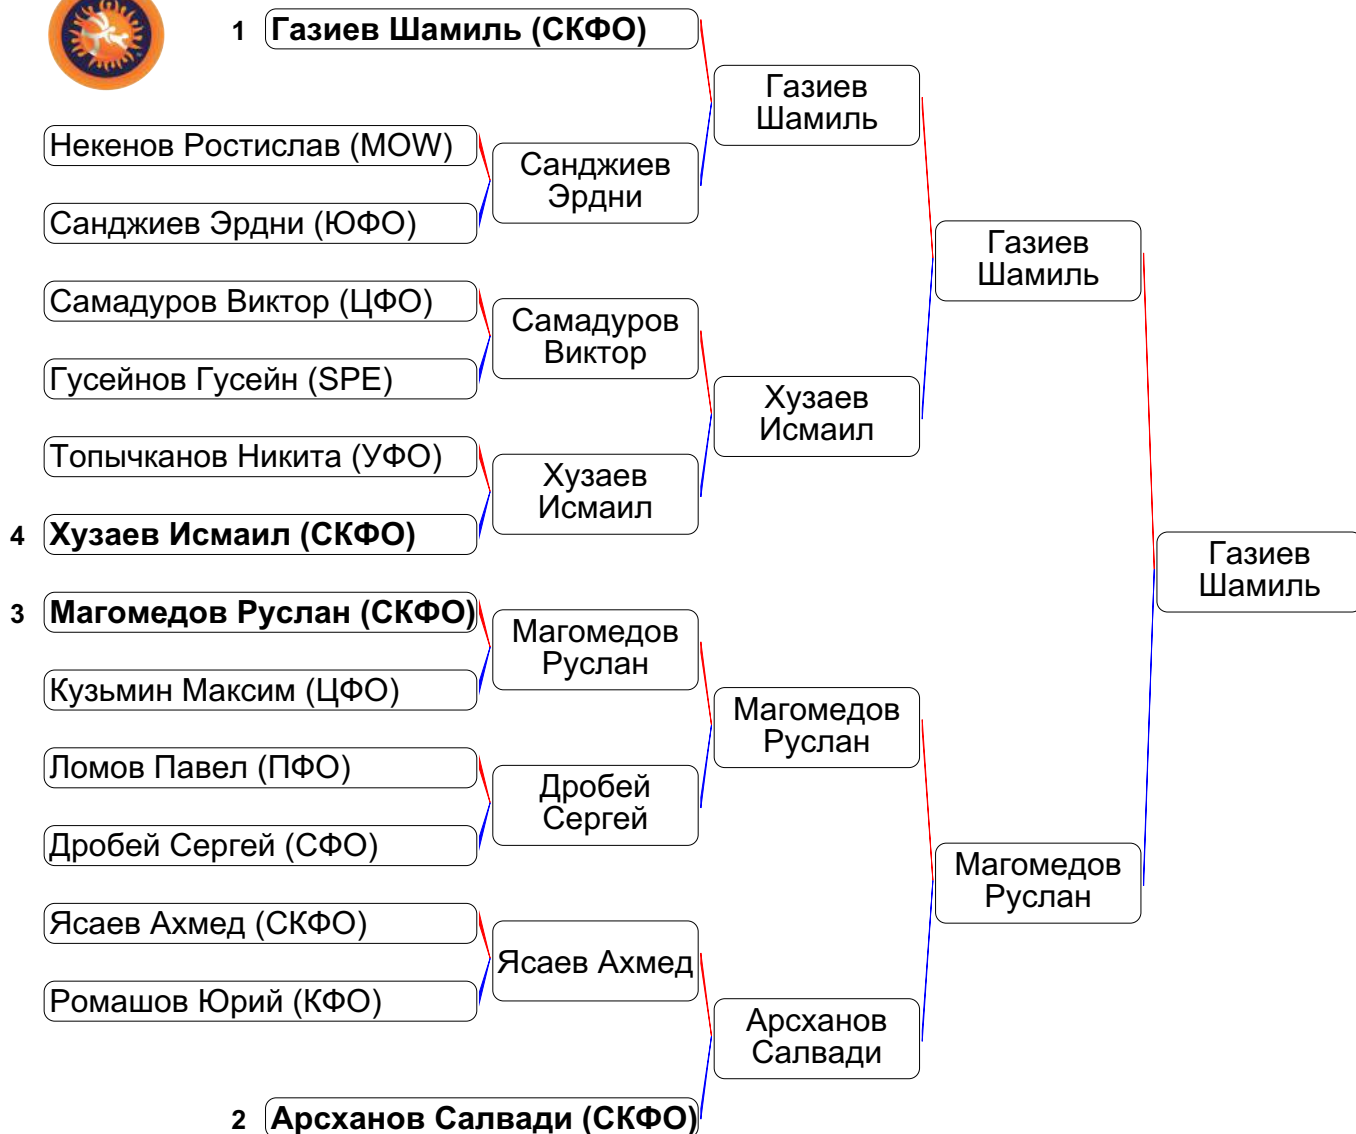 1 Газиев Шамиль (СКФО)
Газиев
Шамиль
Некенов Ростислав (MOW)
Санджиев
Эрдни
Санджиев Эрдни (ЮФО)
Газиев
Шамиль
Самадуров Виктор (ЦФО)
Самадуров
Виктор
Гусейнов Гусейн (SPE)
Хузаев
Исмаил
Топычканов Никита (УФО)
Хузаев
Исмаил
4 Хузаев Исмаил (СКФО)
Газиев
Шамиль
3 Магомедов Руслан (СКФО)
Магомедов
Руслан
Кузьмин Максим (ЦФО)
Магомедов
Руслан
Ломов Павел (ПФО)
Дробей
Сергей
Дробей Сергей (СФО)
Магомедов
Руслан
Ясаев Ахмед (СКФО)
Ясаев Ахмед
Ромашов Юрий (КФО)
Арсханов
Салвади
2 Арсханов Салвади (СКФО)